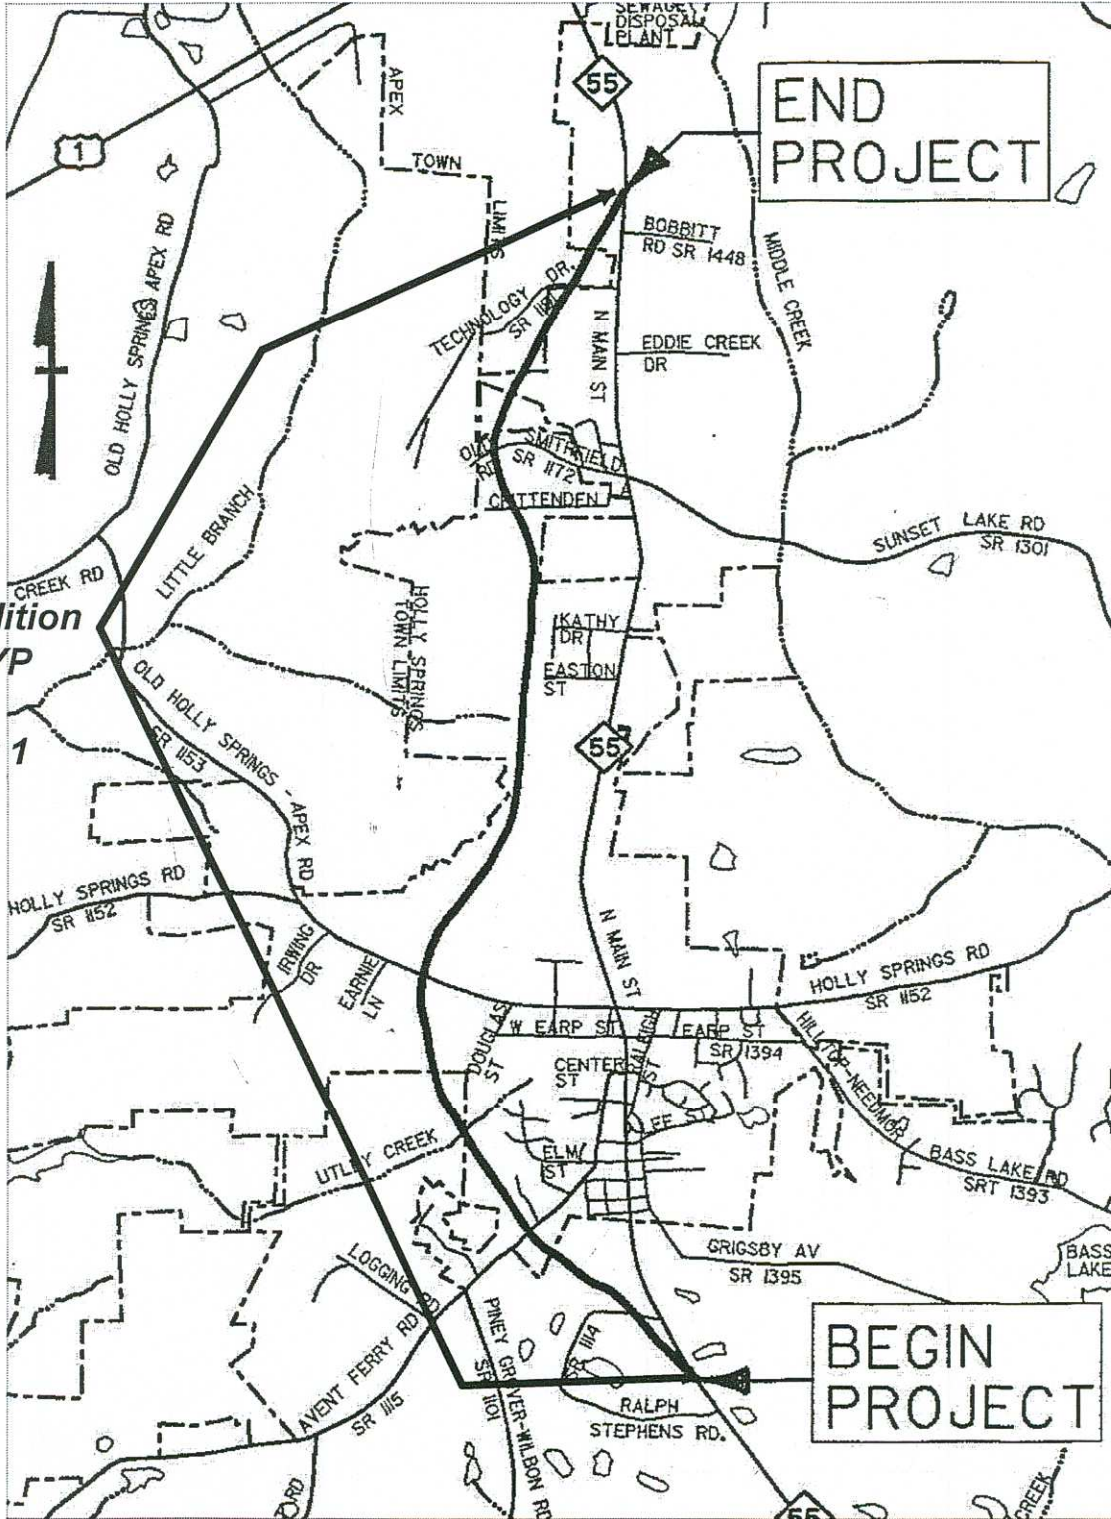 SEWAGE
DISPOSAL
PLANT
55
END
PROJECT
APEX
TOWN
LIMITS
1
OLD HOLLY SPRINGS APEX RD
BOBBITT
RD SR 1448
MIDDLE CREEK
TECHNOLOGY DR.
N MAIN ST
EDDIE CREEK
DR
OLD
SMITHFIELD
RD
SR 1172
LITTLE BRANCH
SUNSET LAKE RD
SR 1301
CREEK RD
HOLLY SPRINGS
TOWN LIMITS
KATHY
DR
EASTON
ST
OLD HOLLY SPRINGS - APEX RD
SR 1153
1
55
HOLLY SPRINGS RD
SR 1152
N MAIN ST
IRWING
DR
EARNIE
LN
HOLLY SPRINGS RD
SR 1152
DOUGLAS
ST
W EARP ST
RALEIGH
ST
EARP ST
SR 1394
HILLTOP-NEEDMOR
CENTER
ST
UTLEY CREEK
ELM
ST
BASS LAKE RD
SRT 1393
GRIGSBY AV
SR 1395
BASS
LAKE
LOGGING RD
PINEY GROVER-WILBON RD
SR 1101
SR 1114
BEGIN
PROJECT
AVENT FERRY RD
SR 1115
RALPH
STEPHENS RD.
CREEK
55